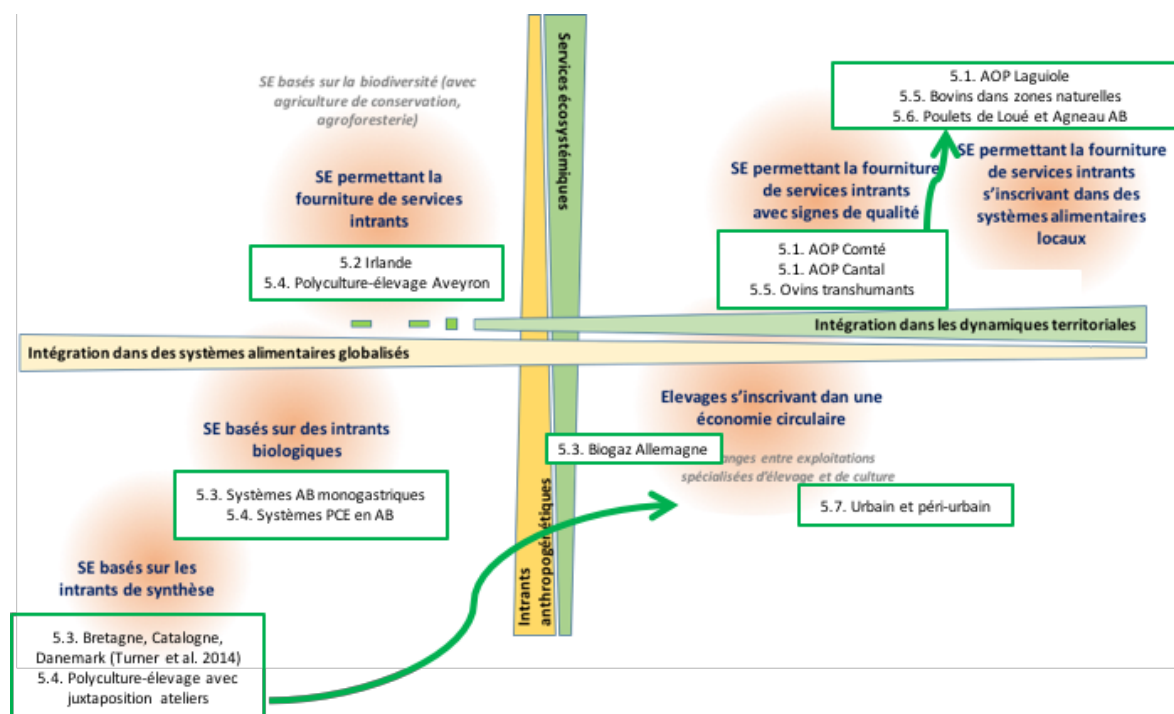 SE basés sur la biodiversité (avec
agriculture de conservation,
agroforesterie)
SE permettant la
fourniture de services
intrants
5.2 Irlande
5.4. Polyculture-élevage Aveyron
Services écosystémiques
5.1. AOP Laguiole
5.5. Bovins dans zones naturelles
5.6. Poulets de Loué et Agneau AB
SE permettant la fourniture
de services intrants
avec signes de qualité
SE permettant la fourniture
de services intrants
s’inscrivant dans des
systèmes alimentaires
locaux
5.1. AOP Comté
5.1. AOP Cantal
5.5. Ovins transhumants
Intégration dans les dynamiques territoriales
Intégration dans des systèmes alimentaires globalisés
SE basés sur des intrants
biologiques
5.3. Systèmes AB monogastriques
5.4. Systèmes PCE en AB
SE basés sur les
intrants de synthèse
5.3. Bretagne, Catalogne,
Danemark (Turner et al. 2014)
5.4. Polyculture-élevage avec
juxtaposition ateliers
Intrants
anthropogénétiques
Elevages s’inscrivant dan une
économie circulaire
5.3. Biogaz Allemagne
entre exploitations
spécialisées d’élevage et de culture
5.7. Urbain et péri-urbain